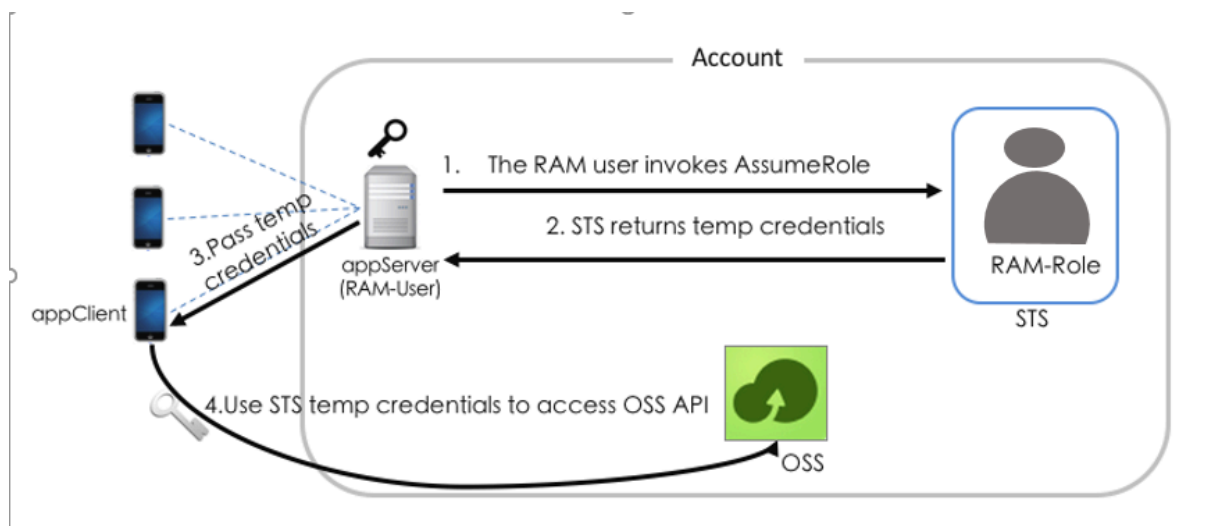 Account
1. The RAM user invokes AssumeRole
2. STS returns temp credentials
3.Pass temp
credentials
appServer
(RAM-User)
RAM-Role
STS
appClient
4.Use STS temp credentials to access OSS API
OSS